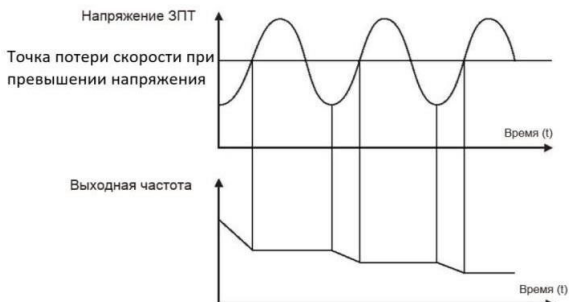 Напряжение ЗПТ
Точка потери скорости при
превышении напряжения
Время (t)
Выходная частота
Время (t)